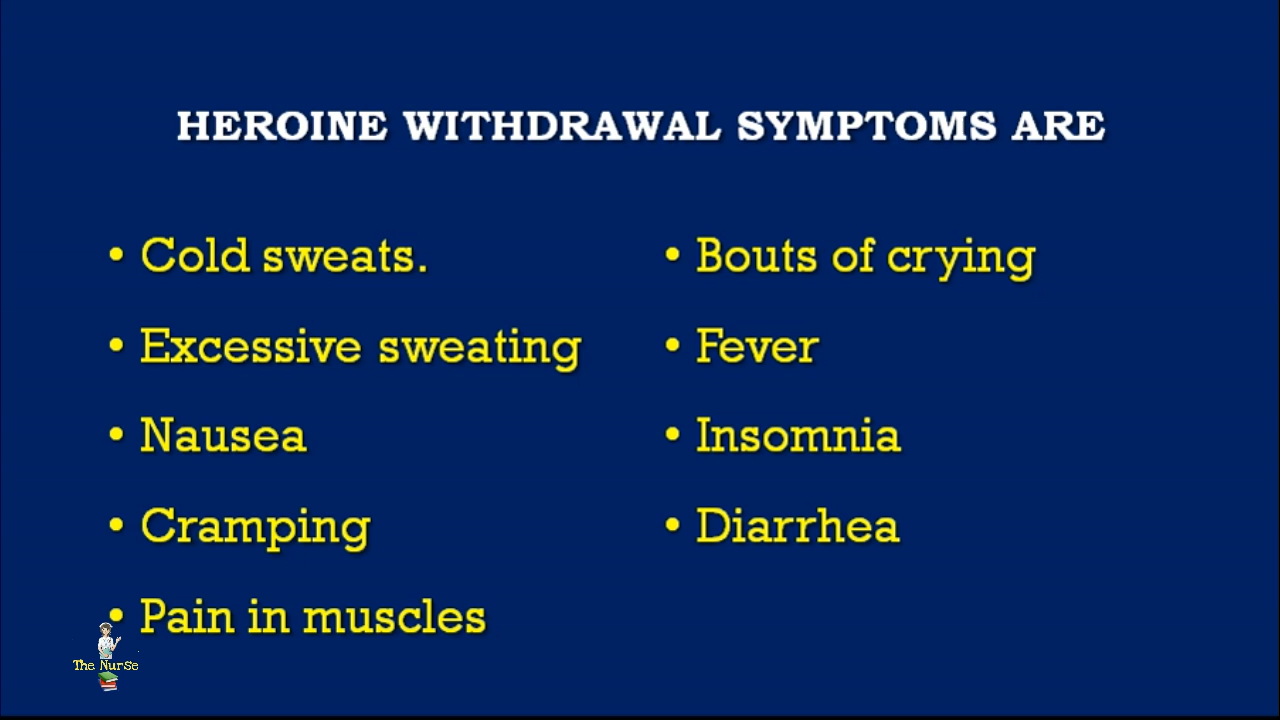 HEROINE WITHDRAWAL SYMPTOMS ARE
• Cold sweats.
• Excessive sweating
• Nausea
• Cramping
• Pain in muscles
• Bouts of crying
• Fever
• Insomnia
• Diarrhea
The Nurse